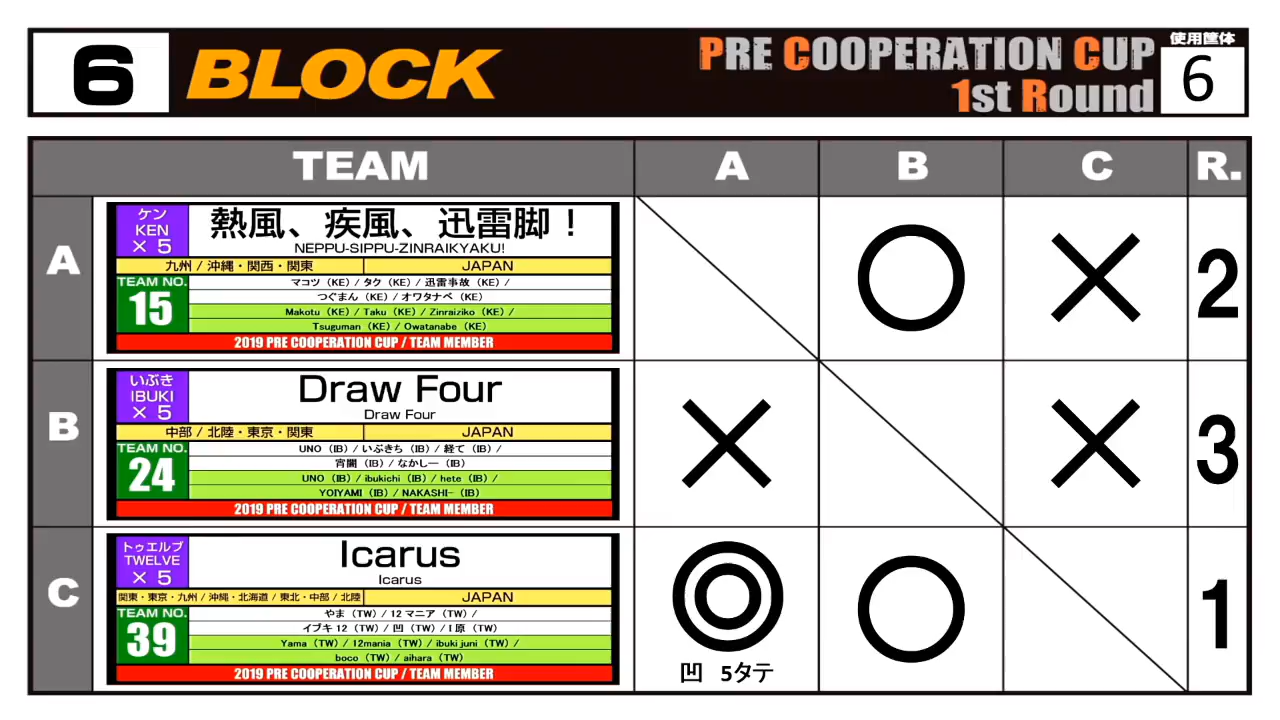 6 BLOCK
PRE COOPERATION CUP
1st Round
使用筐体
6
TEAM A B C R.
A
ケン
KEN
× 5
熱風、疾風、迅雷脚！
NEPPU-SIPPU-ZINRAIKYAKU!
九州 / 沖縄・関西・関東 JAPAN
TEAM NO.
15
マコツ（KE）/ タク（KE）/ 迅雷事故（KE）/
つぐまん（KE）/ オワタナベ（KE）
Makotu（KE）/ Taku（KE）/ Zinraiziko（KE）/
Tsuguman（KE）/ Owatanabe（KE）
2019 PRE COOPERATION CUP / TEAM MEMBER
○ × 2
B
いぶき
IBUKI
× 5
Draw Four
Draw Four
中部 / 北陸・東京・関東 JAPAN
TEAM NO.
24
UNO（IB）/ いぶきち（IB）/ 経て（IB）/
宵闇（IB）/ なかしー（IB）
UNO（IB）/ ibukichi（IB）/ hete（IB）/
YOIYAMI（IB）/ NAKASHI-（IB）
2019 PRE COOPERATION CUP / TEAM MEMBER
× × 3
C
トゥエルブ
TWELVE
× 5
Icarus
Icarus
関東・東京・九州 / 沖縄・北海道 / 東北・中部 / 北陸 JAPAN
TEAM NO.
39
やま（TW）/ 12 マニア（TW）/
イブキ 12（TW）/ 凹（TW）/ I 原（TW）
Yama（TW）/ 12mania（TW）/ ibuki juni（TW）/
boco（TW）/ aihara（TW）
2019 PRE COOPERATION CUP / TEAM MEMBER
◎ ○ 1
凹 5タテ